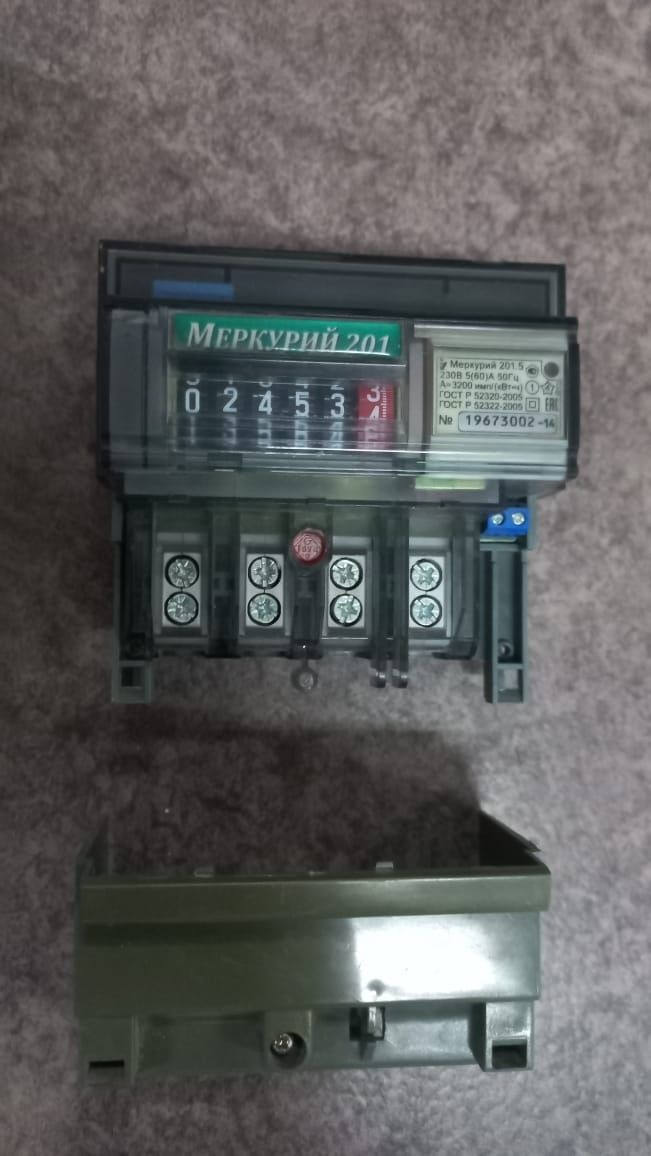 МЕРКУРИЙ 201
0 2 4 5 3
Меркурий 201.5
230В 5(60)А 50Гц
А=3200 имп/(кВт•ч)
ГОСТ Р 52320-2005
ГОСТ Р 52322-2005
№ 19673002-14